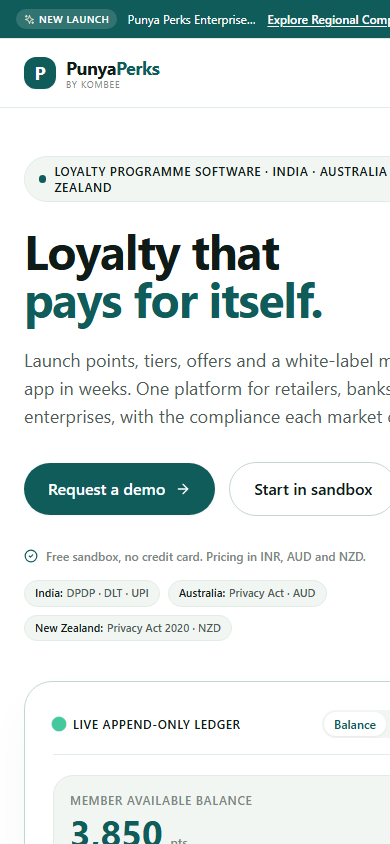 NEW LAUNCH Punya Perks Enterprise... Explore Regional Comp
P PunyaPerks
BY KOMBEE
LOYALTY PROGRAMME SOFTWARE · INDIA · AUSTRALIA
ZEALAND
Loyalty that
pays for itself.
Launch points, tiers, offers and a white-label m
app in weeks. One platform for retailers, banks
enterprises, with the compliance each market
Request a demo → Start in sandbox
Free sandbox, no credit card. Pricing in INR, AUD and NZD.
India: DPDP · DLT · UPI Australia: Privacy Act · AUD
New Zealand: Privacy Act 2020 · NZD
LIVE APPEND-ONLY LEDGER Balance
MEMBER AVAILABLE BALANCE
3,850 pts